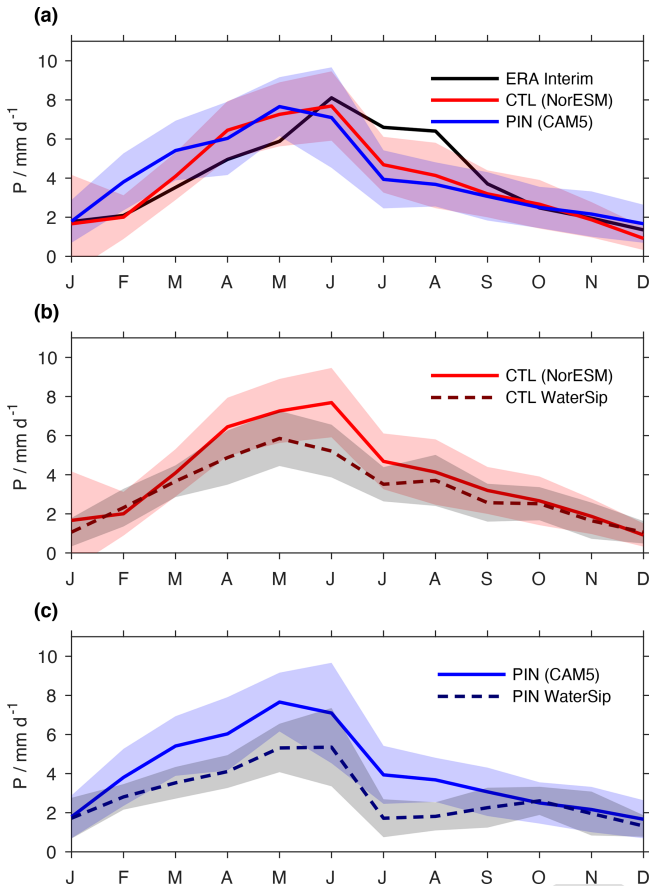 (a)
10
8
6
4
2
0
P / mm d⁻¹
ERA Interim
CTL (NorESM)
PIN (CAM5)
J F M A M J J A S O N D
(b)
10
8
6
4
2
0
P / mm d⁻¹
CTL (NorESM)
CTL WaterSip
J F M A M J J A S O N D
(c)
10
8
6
4
2
0
P / mm d⁻¹
PIN (CAM5)
PIN WaterSip
J F M A M J J A S O N D